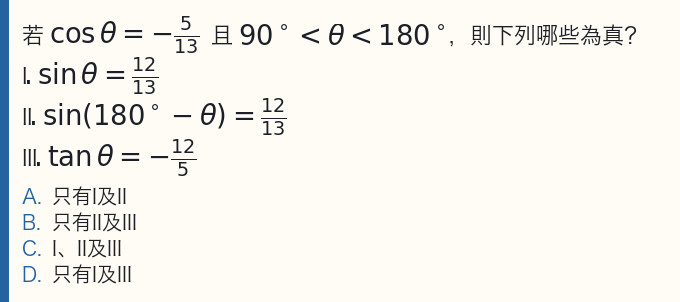 若 cos θ = −5/13 且 90° < θ < 180°，則下列哪些為真？
I. sin θ = 12/13
II. sin(180° − θ) = 12/13
III. tan θ = −12/5
A. 只有I及II
B. 只有II及III
C. I、II及III
D. 只有I及III